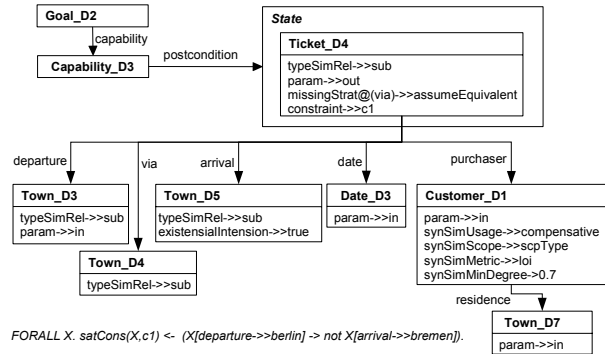 Goal_D2
capability
Capability_D3
postcondition
State
Ticket_D4
typeSimRel->>sub
param->>out
missingStrat@(via)->>assumeEquivalent
constraint->>c1
departure
via
arrival
date
purchaser
Town_D3
typeSimRel->>sub
param->>in
Town_D4
typeSimRel->>sub
Town_D5
typeSimRel->>sub
existensialIntension->>true
Date_D3
param->>in
Customer_D1
param->>in
synSimUsage->>compensative
synSimScope->>scpType
synSimMetric->>loi
synSimMinDegree->0.7
residence
Town_D7
param->>in
FORALL X. satCons(X,c1) <- (X[departure->>berlin] -> not X[arrival->>bremen]).